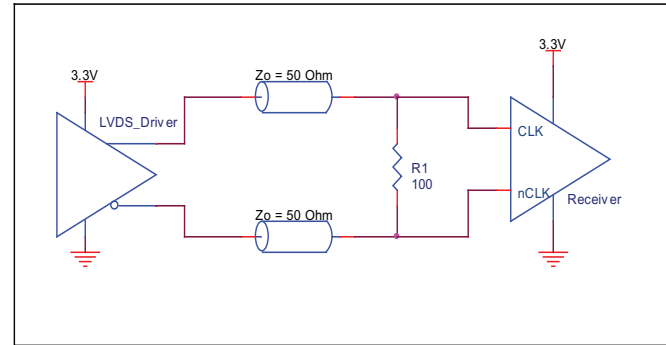 3.3V
LVDS_Driver
Zo = 50 Ohm
Zo = 50 Ohm
R1
100
3.3V
CLK
nCLK
Receiver